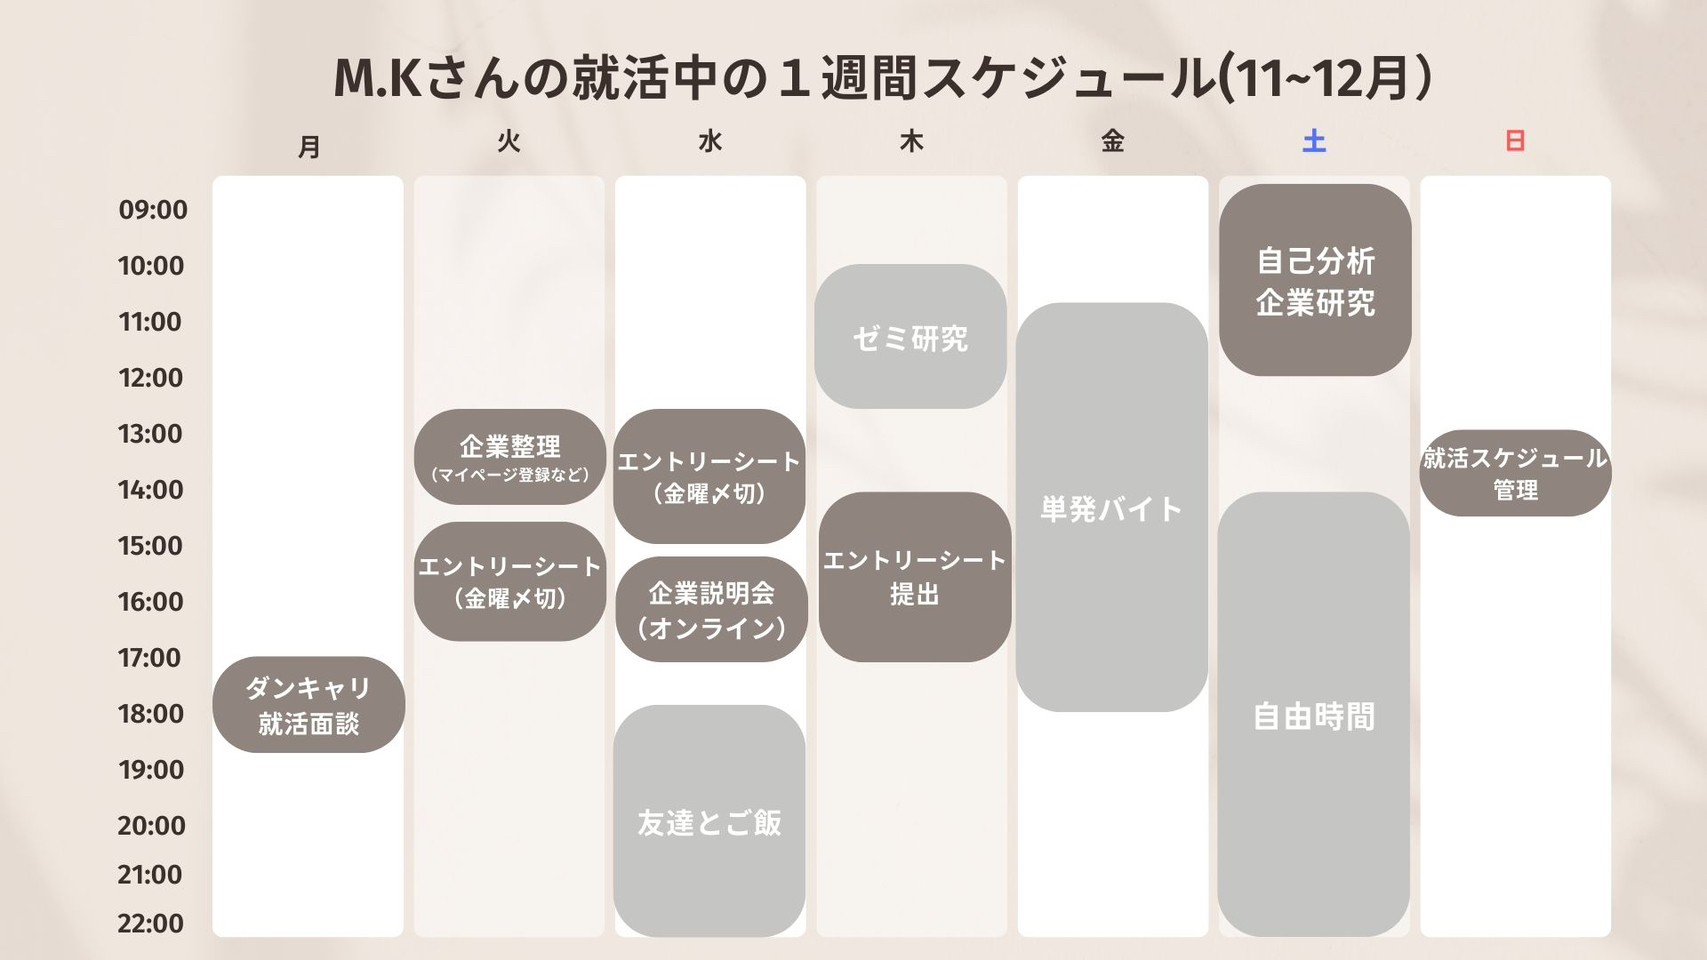 M.Kさんの就活中の１週間スケジュール(11~12月）
月
火
水
木
金
土
日
09:00
10:00
11:00
12:00
13:00
14:00
15:00
16:00
17:00
18:00
19:00
20:00
21:00
22:00
ダンキャリ
就活面談
企業整理
（マイページ登録など）
エントリーシート
（金曜〆切）
エントリーシート
（金曜〆切）
企業説明会
（オンライン）
友達とご飯
ゼミ研究
エントリーシート
提出
単発バイト
自己分析
企業研究
自由時間
就活スケジュール
管理